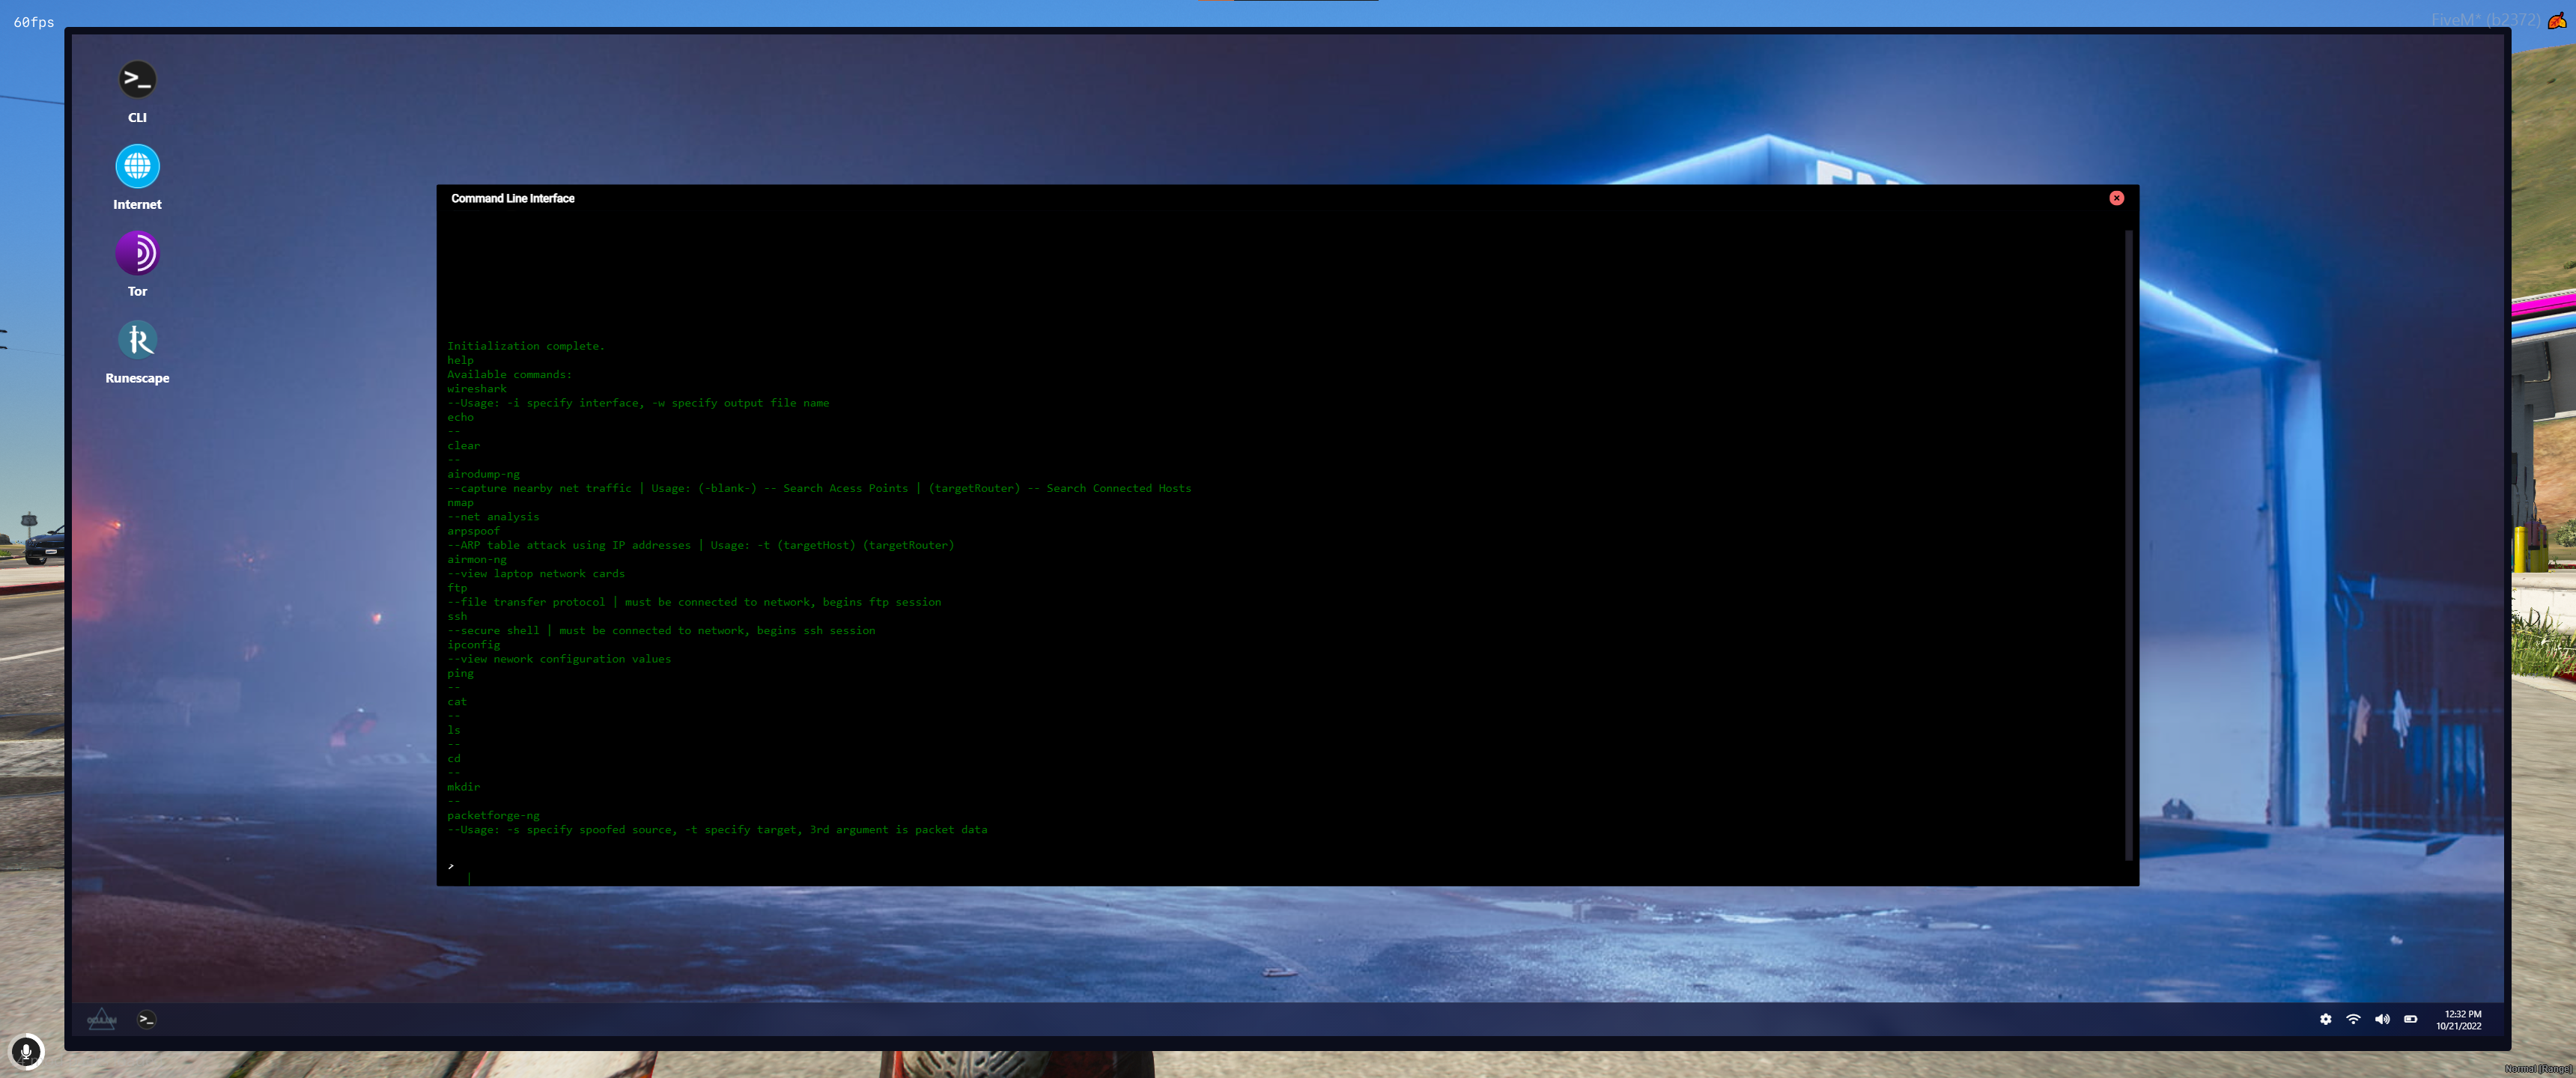 60fps
FiveM* (b2372)
CLI
Internet
Tor
Runescape
Command Line Interface
Initialization complete.
help
Available commands:
wireshark
--Usage: -i specify interface, -w specify output file name
echo
--
clear
--
airodump-ng
--capture nearby net traffic | Usage: (-blank-) -- Search Acess Points | (targetRouter) -- Search Connected Hosts
nmap
--net analysis
arpspoof
--ARP table attack using IP addresses | Usage: -t (targetHost) (targetRouter)
airmon-ng
--view laptop network cards
ftp
--file transfer protocol | must be connected to network, begins ftp session
ssh
--secure shell | must be connected to network, begins ssh session
ipconfig
--view nework configuration values
ping
--
cat
--
ls
--
cd
--
mkdir
--
packetforge-ng
--Usage: -s specify spoofed source, -t specify target, 3rd argument is packet data
>
>_
12:32 PM
10/21/2022
Normal [Range]